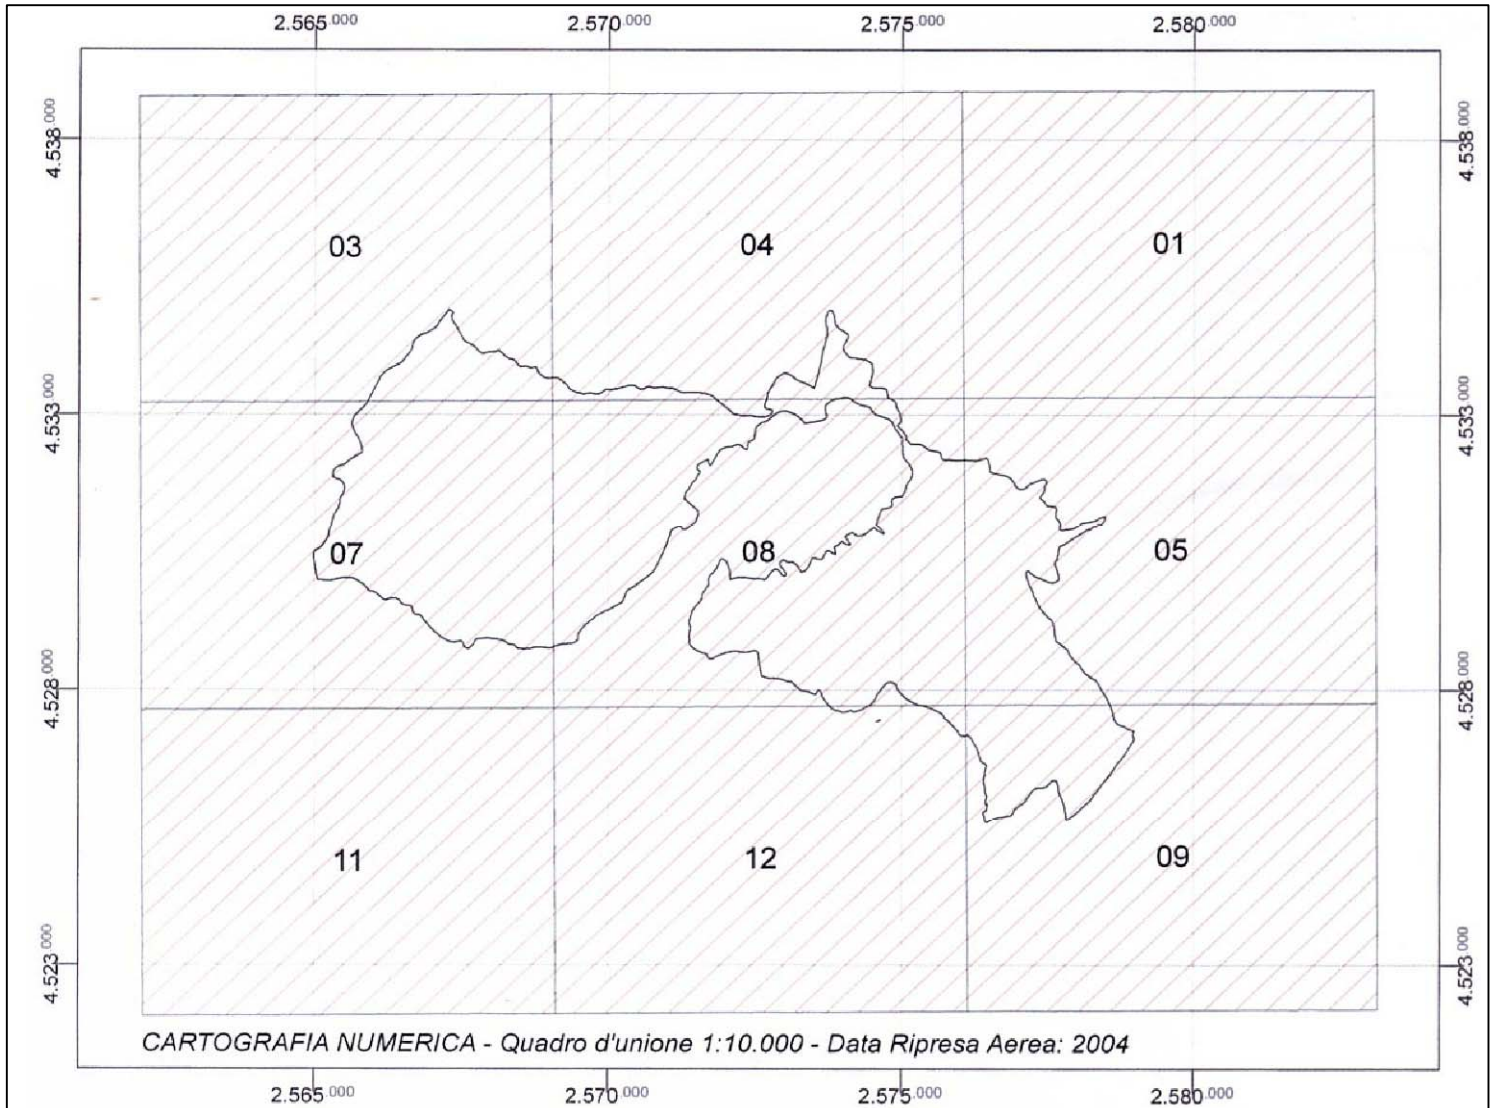 2.565.000 2.570.000 2.575.000 2.580.000
4.538.000 4.538.000
03 04 01
4.533.000 4.533.000
07 08 05
4.528.000 4.528.000
11 12 09
4.523.000 4.523.000
CARTOGRAFIA NUMERICA - Quadro d'unione 1:10.000 - Data Ripresa Aerea: 2004
2.565.000 2.570.000 2.575.000 2.580.000